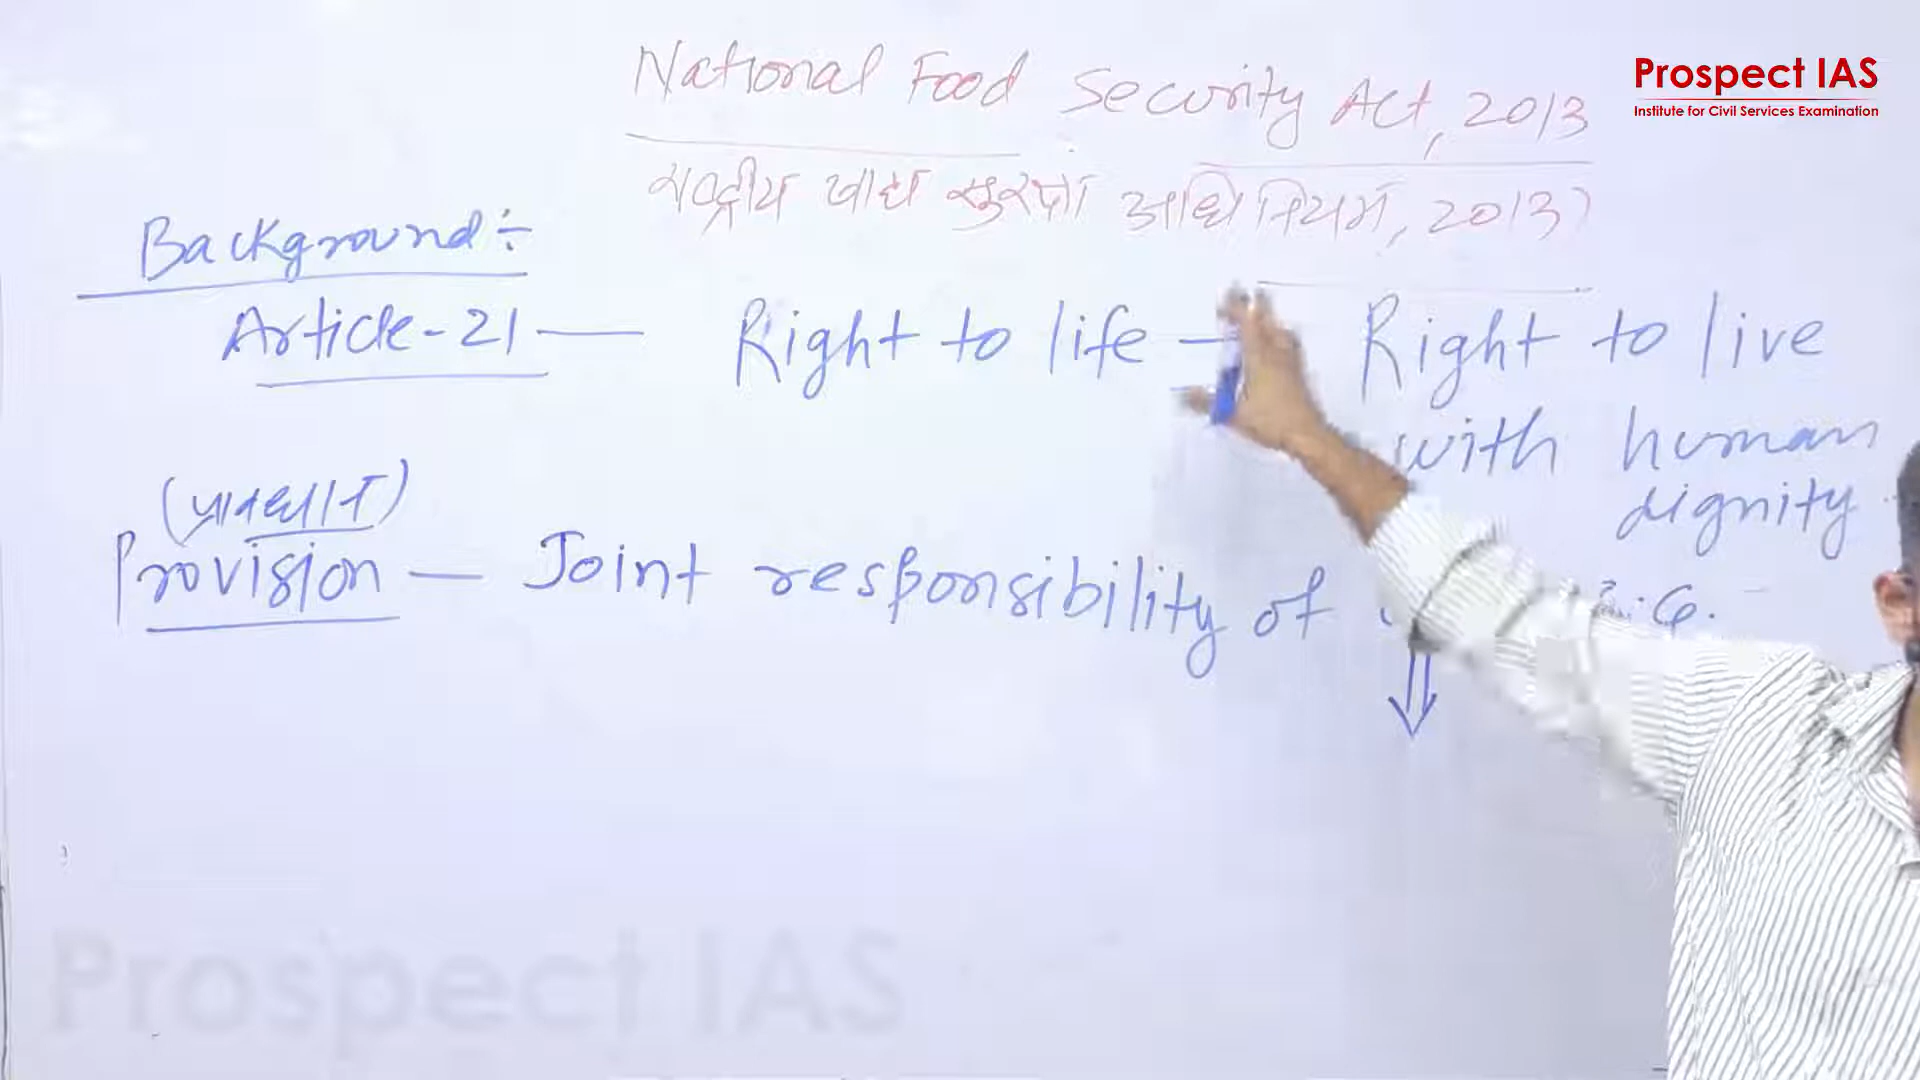 National Food Security Act, 2013
राष्ट्रीय खाद्य सुरक्षा अधिनियम, 2013)
Prospect IAS
Institute for Civil Services Examination
Background:-
Article-21 — Right to life — Right to live
with human
dignity
(प्रावधान)
Provision — Joint responsibility of
Prospect IAS